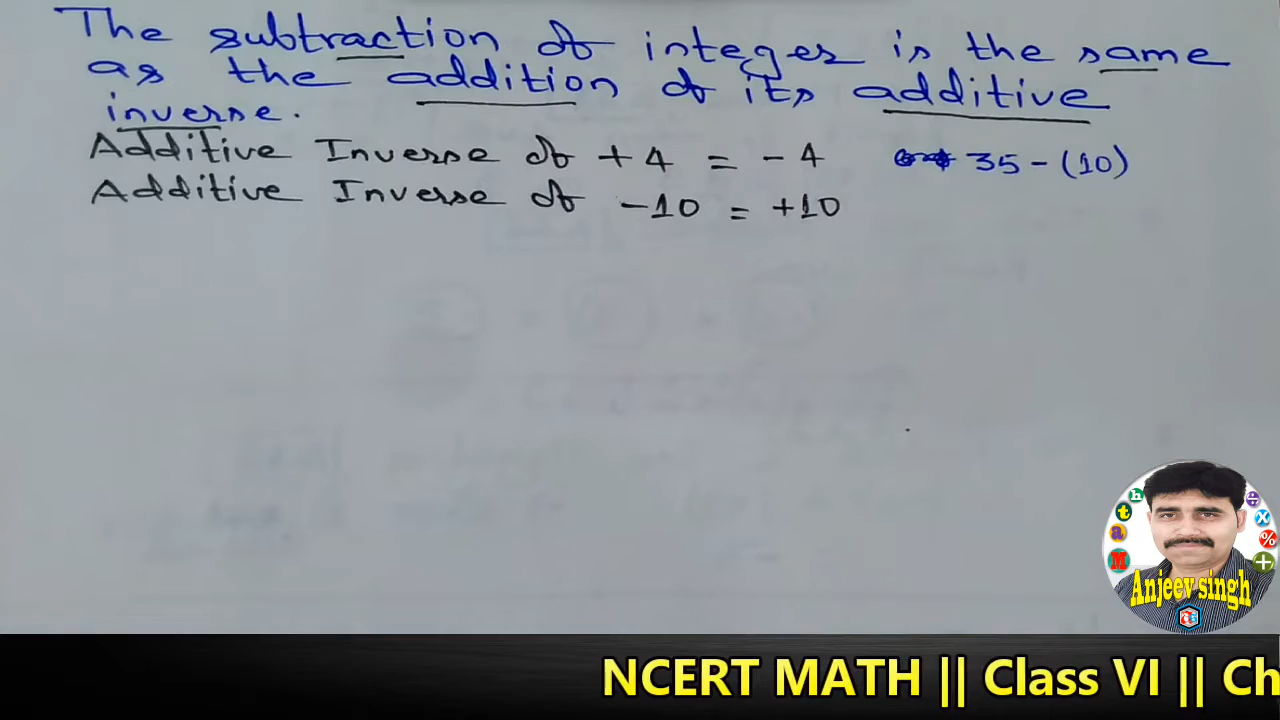 The subtraction of integer is the same
as the addition of its additive
inverse.
Additive Inverse of +4 = -4
35 - (10)
Additive Inverse of -10 = +10
h
t
a
M
÷
x
%
+
Anjeev singh
NCERT MATH || Class VI || Ch